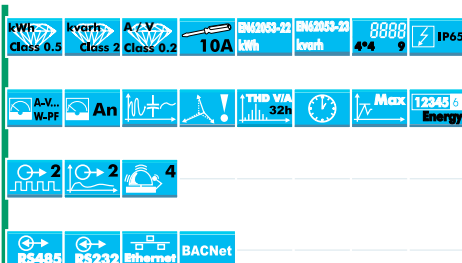 kWh
Class 0.5
kvarh
Class 2
A / V...
Class 0.2
10A
EN62053-22
kWh
EN62053-23
kvarh
8888
4*4 9
IP65
A-V...
W-PF
An
!
THD V/A
32h
Max
12345 6
Energy
2
2
4
RS485
RS232
Ethernet
BACNet